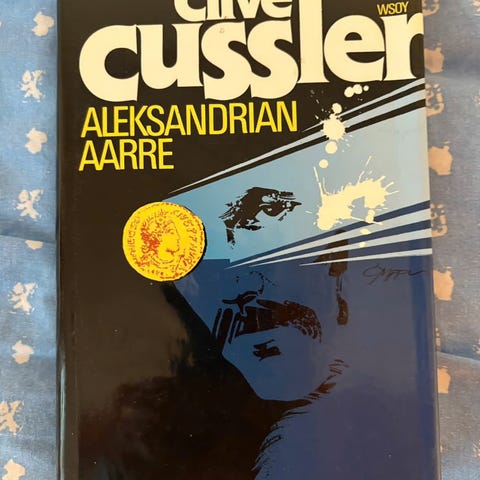 Clive
WSOY
cussler
ALEKSANDRIAN
AARRE